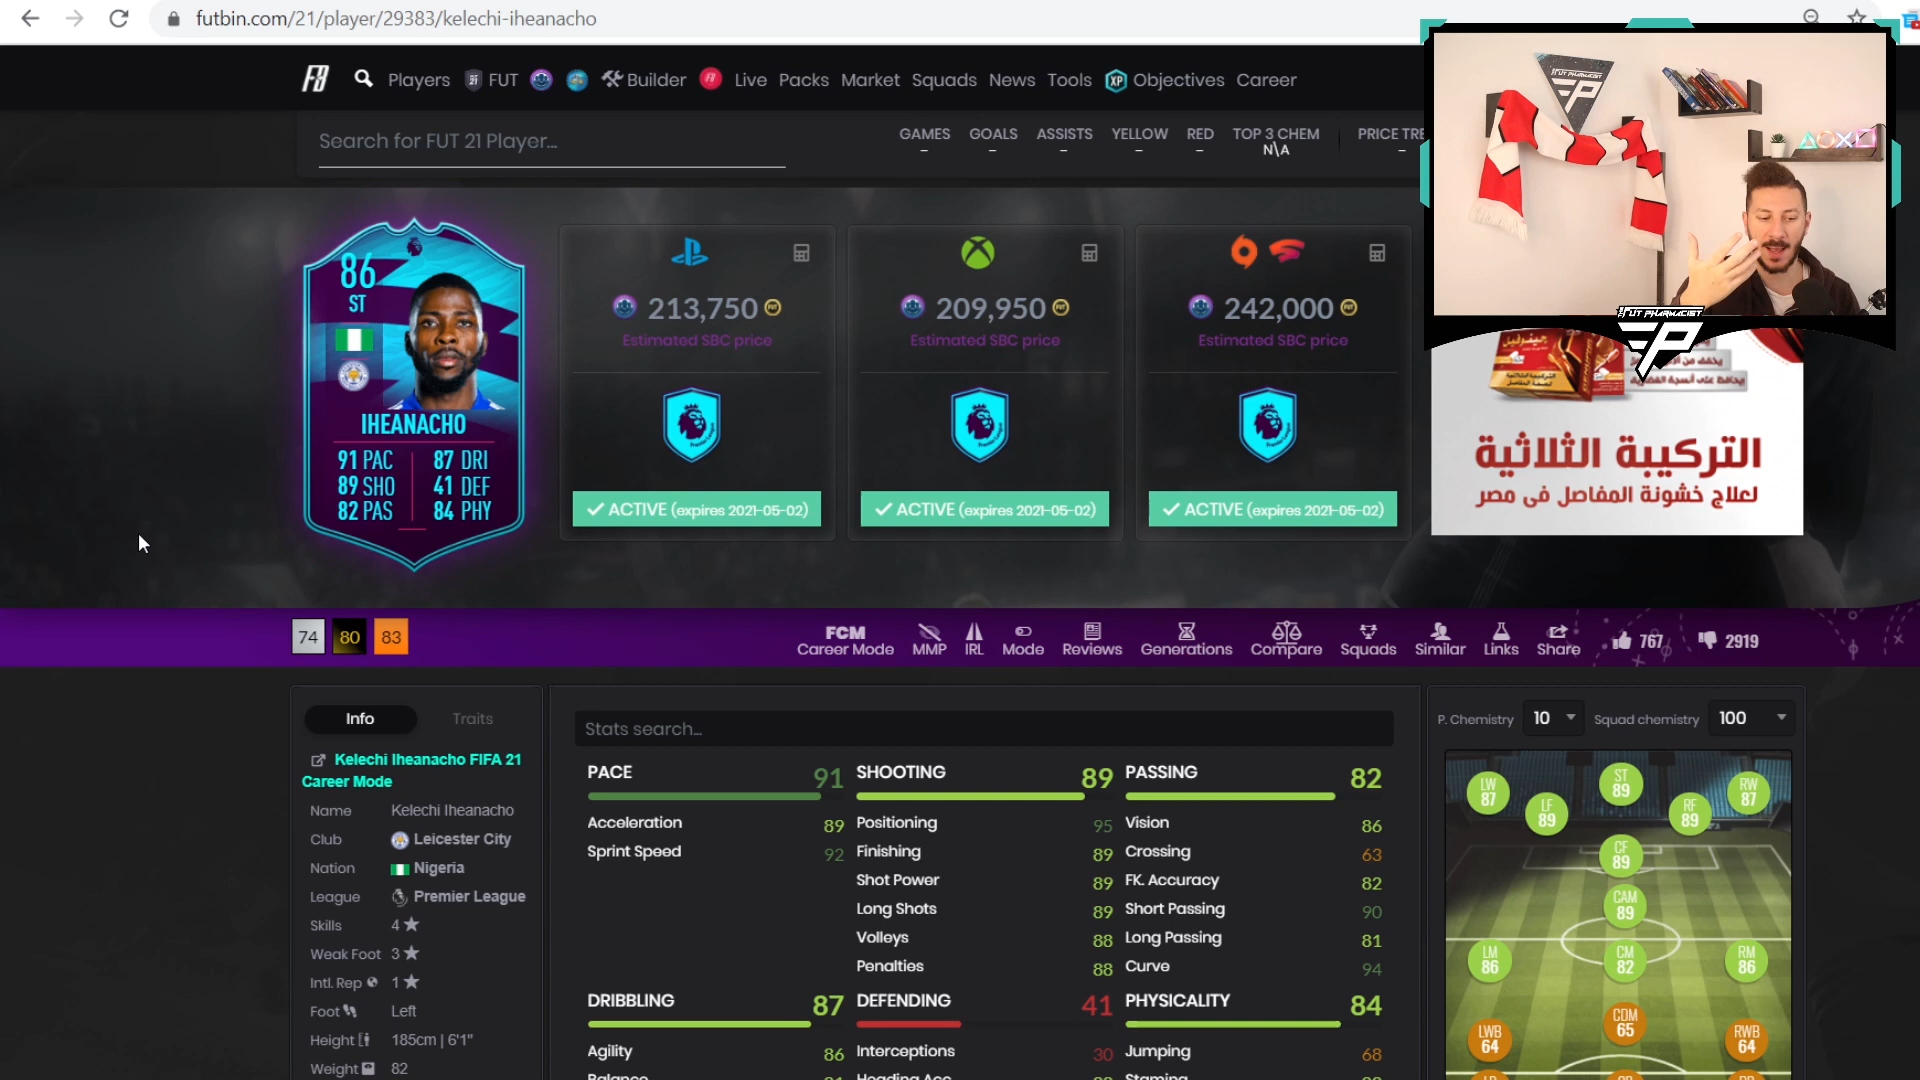 futbin.com/21/player/29383/kelechi-iheanacho
Players FUT Builder Live Packs Market Squads News Tools XP Objectives Career
Search for FUT 21 Player...
GAMES GOALS ASSISTS YELLOW RED TOP 3 CHEM PRICE TRE
– – – – – N\A –
FUT PHARMACIST
86
ST
IHEANACHO
91 PAC 87 DRI
89 SHO 41 DEF
82 PAS 84 PHY
213,750
Estimated SBC price
ACTIVE (expires 2021-05-02)
209,950
Estimated SBC price
ACTIVE (expires 2021-05-02)
242,000
Estimated SBC price
ACTIVE (expires 2021-05-02)
FUT PHARMACIST
التركيبة الثلاثية
لعلاج خشونة المفاصل فى مصر
74 80 83
FCM
Career Mode MMP IRL Mode Reviews Generations Compare Squads Similar Links Share 767 2919
Info Traits
Kelechi Iheanacho FIFA 21
Career Mode
Name Kelechi Iheanacho
Club Leicester City
Nation Nigeria
League Premier League
Skills 4
Weak Foot 3
Intl. Rep 1
Foot Left
Height 185cm | 6'1"
Weight 82
Stats search...
PACE 91
Acceleration 89
Sprint Speed 92
SHOOTING 89
Positioning 95
Finishing 89
Shot Power 89
Long Shots 89
Volleys 88
Penalties 88
PASSING 82
Vision 86
Crossing 63
FK. Accuracy 82
Short Passing 90
Long Passing 81
Curve 94
DRIBBLING 87
Agility 86
Balance
DEFENDING 41
Interceptions 30
Heading Acc
PHYSICALITY 84
Jumping 68
Stamina
P. Chemistry 10 Squad chemistry 100
LW 87
LF 89
ST 89
RF 89
RW 87
CF 89
CAM 89
LM 86
CM 82
RM 86
LWB 64
CDM 65
RWB 64